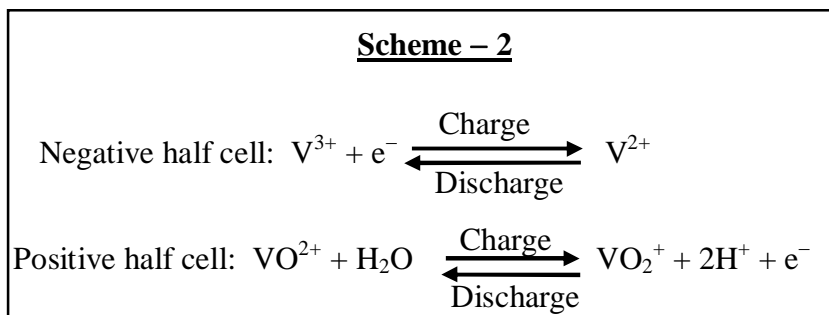 Scheme – 2
Negative half cell: V³⁺ + e⁻ Charge Discharge V²⁺
Positive half cell: VO²⁺ + H₂O Charge Discharge VO₂⁺ + 2H⁺ + e⁻